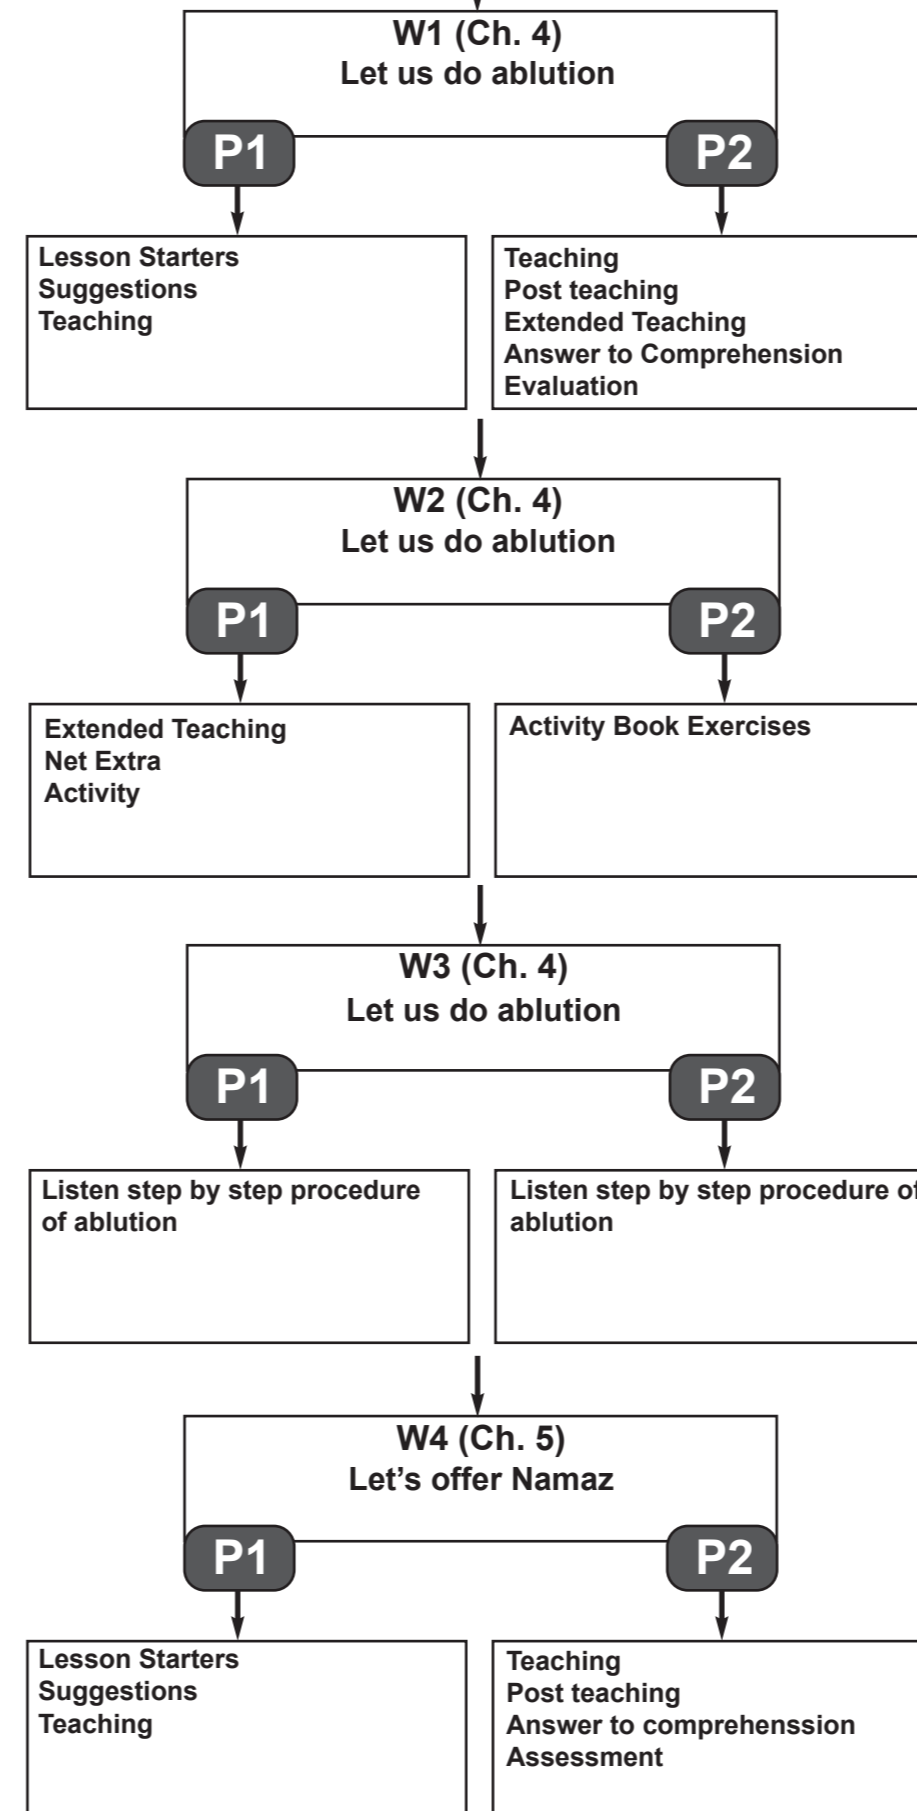 W1 (Ch. 4)
Let us do ablution
P1
P2
Lesson Starters
Suggestions
Teaching
Teaching
Post teaching
Extended Teaching
Answer to Comprehension
Evaluation
W2 (Ch. 4)
Let us do ablution
P1
P2
Extended Teaching
Net Extra
Activity
Activity Book Exercises
W3 (Ch. 4)
Let us do ablution
P1
P2
Listen step by step procedure
of ablution
Listen step by step procedure of
ablution
W4 (Ch. 5)
Let’s offer Namaz
P1
P2
Lesson Starters
Suggestions
Teaching
Teaching
Post teaching
Answer to comprehenssion
Assessment